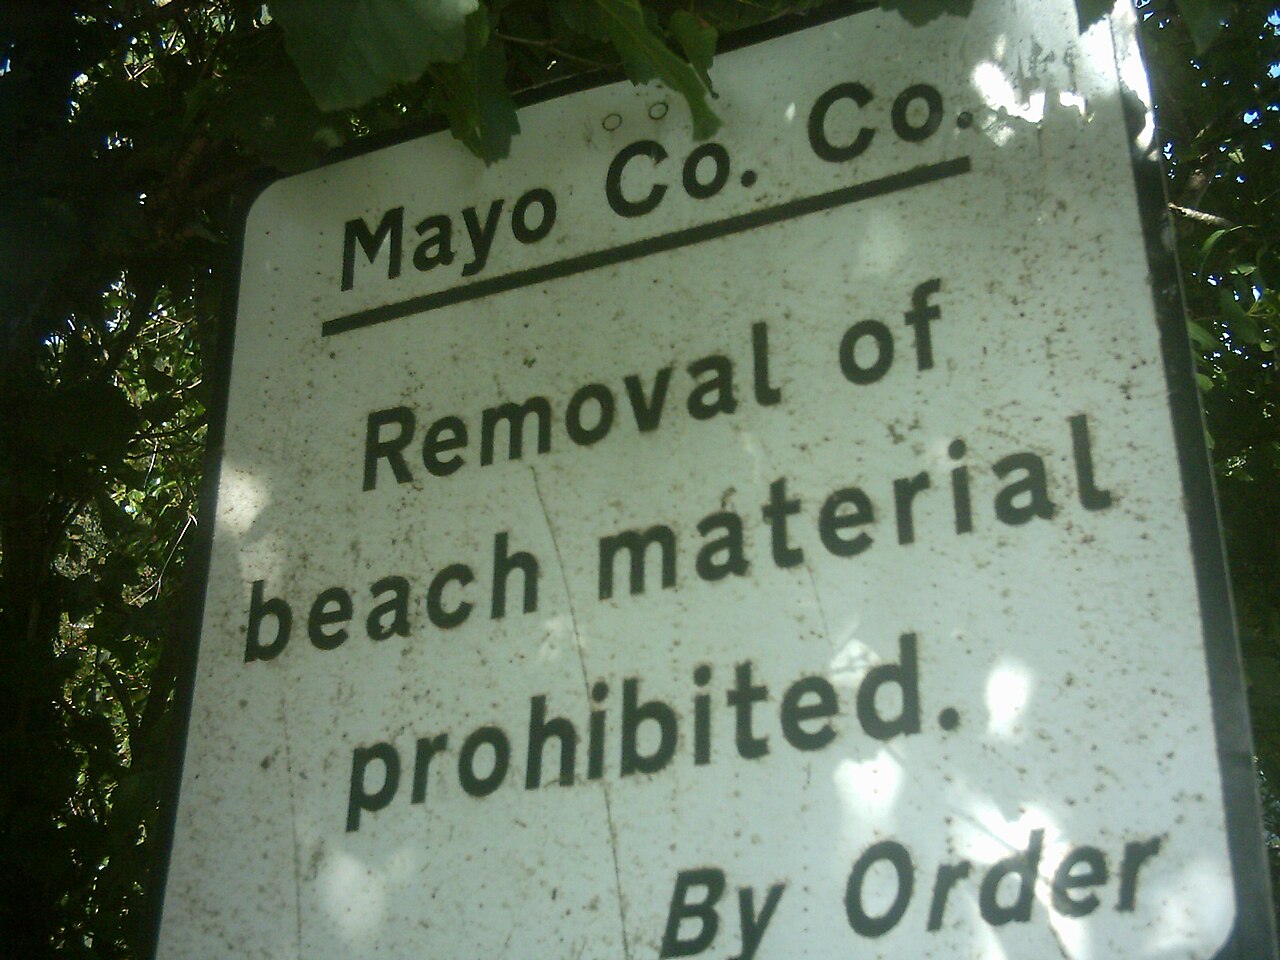 Mayo Co. Co.
Removal of
beach material
prohibited.
By Order